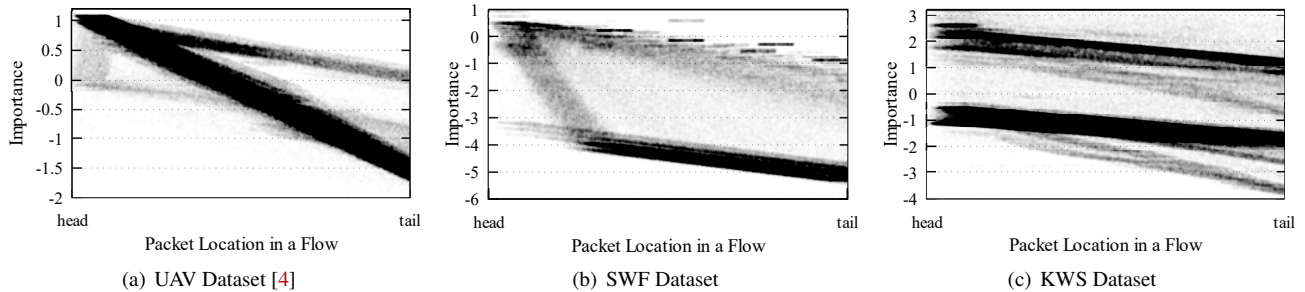 Importance
1
0.5
0
-0.5
-1
-1.5
-2
head
tail
Packet Location in a Flow
(a) UAV Dataset [4]
Importance
1
0
-1
-2
-3
-4
-5
-6
head
tail
Packet Location in a Flow
(b) SWF Dataset
Importance
3
2
1
0
-1
-2
-3
-4
head
tail
Packet Location in a Flow
(c) KWS Dataset